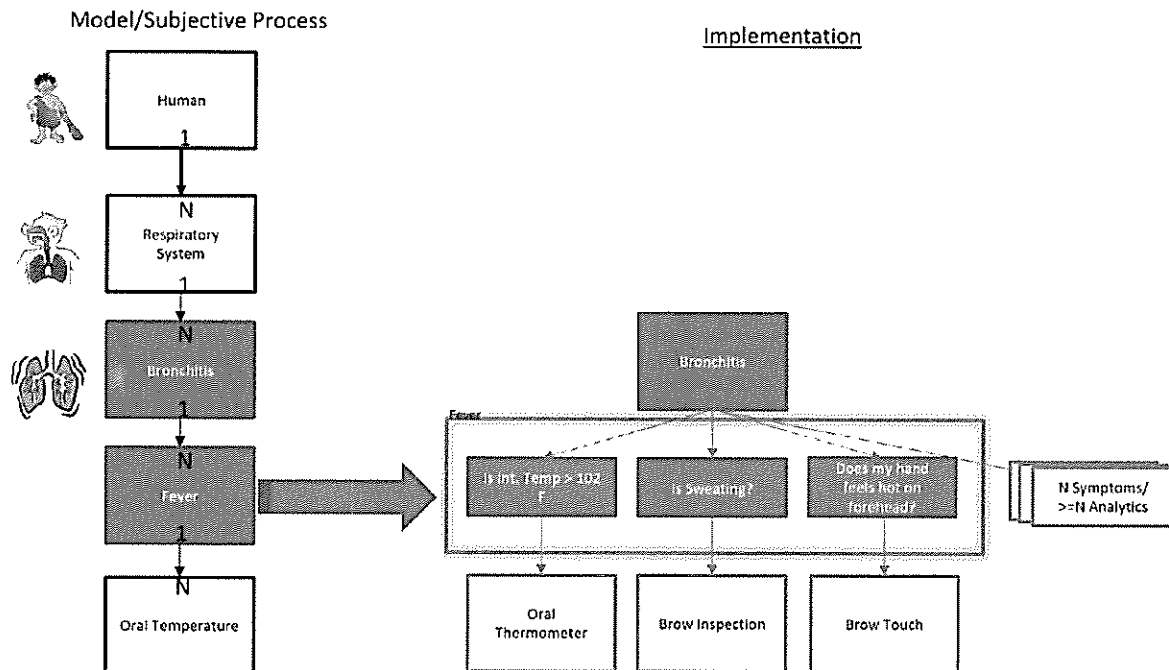 Model/Subjective Process
Implementation
Human
1
N
Respiratory
System
1
N
Bronchitis
1
N
Fever
1
N
Oral Temperature
Bronchitis
Fever
Is Int. Temp > 102
F
Is Sweating?
Does my hand
feels hot on
forehead?
N Symptoms/
>=N Analytics
Oral
Thermometer
Brow Inspection
Brow Touch